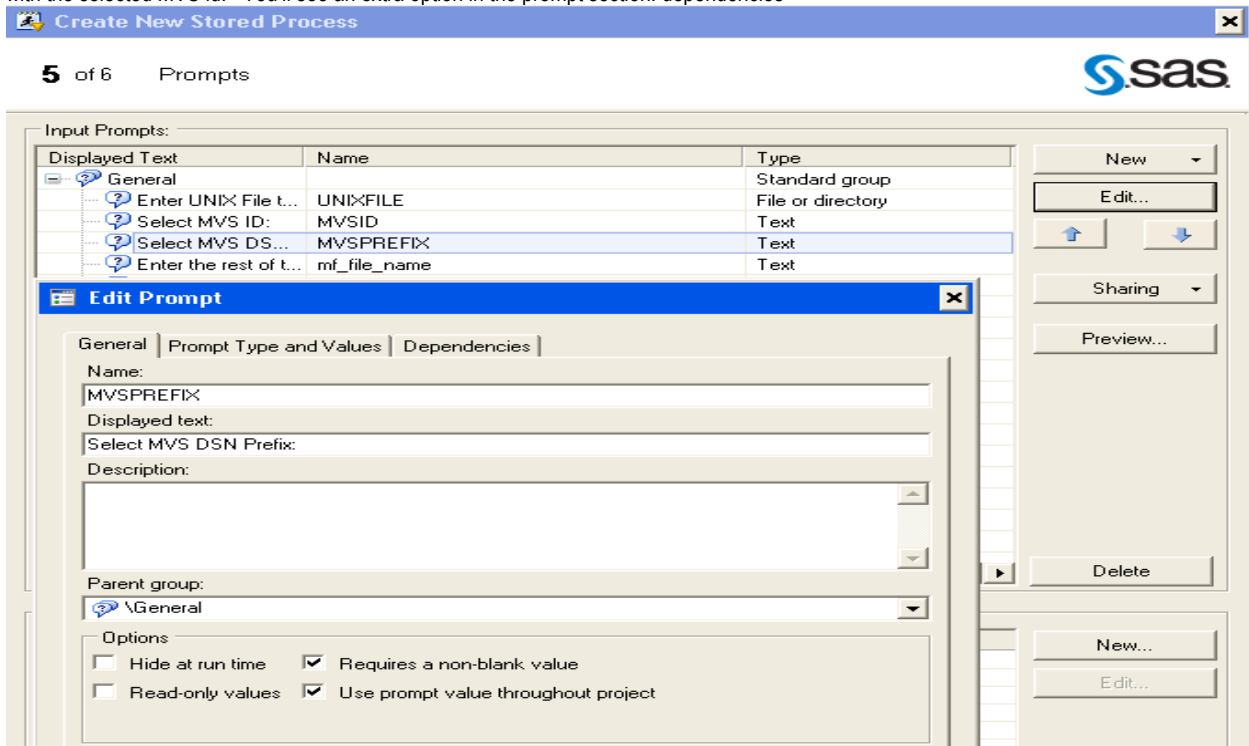 Create New Stored Process
5 of 6 Prompts
sas
Input Prompts:
Displayed Text Name Type
General Standard group
Enter UNIX File t... UNIXFILE File or directory
Select MVS ID: MVSID Text
Select MVS DS... MVSPREFIX Text
Enter the rest of t... mf_file_name Text
New
Edit...
Sharing
Preview...
Delete
New...
Edit...
Edit Prompt
General Prompt Type and Values Dependencies
Name:
MVSPREFIX
Displayed text:
Select MVS DSN Prefix:
Description:
Parent group:
\General
Options
Hide at run time Requires a non-blank value
Read-only values Use prompt value throughout project